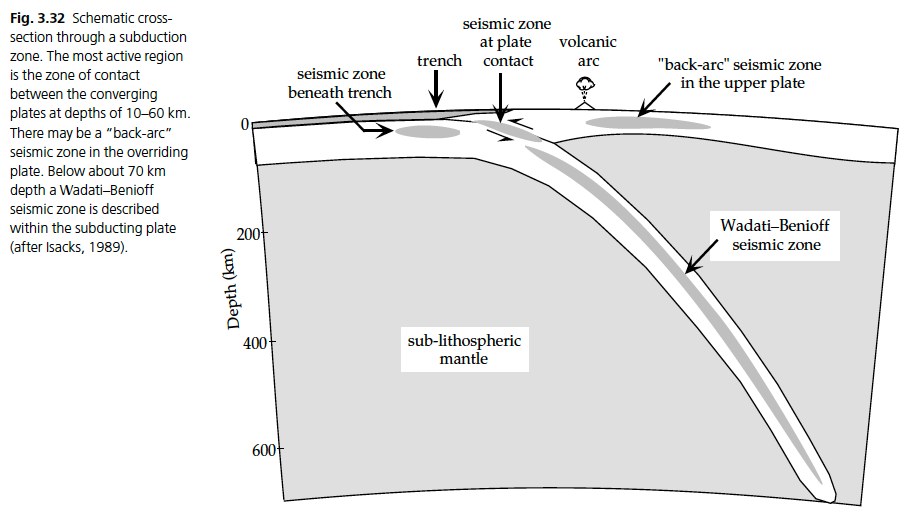 Fig. 3.32 Schematic cross-
section through a subduction
zone. The most active region
is the zone of contact
between the converging
plates at depths of 10–60 km.
There may be a “back-arc”
seismic zone in the overriding
plate. Below about 70 km
depth a Wadati–Benioff
seismic zone is described
within the subducting plate
(after Isacks, 1989).
seismic zone
beneath trench
trench
seismic zone
at plate
contact
volcanic
arc
"back-arc" seismic zone
in the upper plate
0
200
400
600
Depth (km)
Wadati–Benioff
seismic zone
sub-lithospheric
mantle